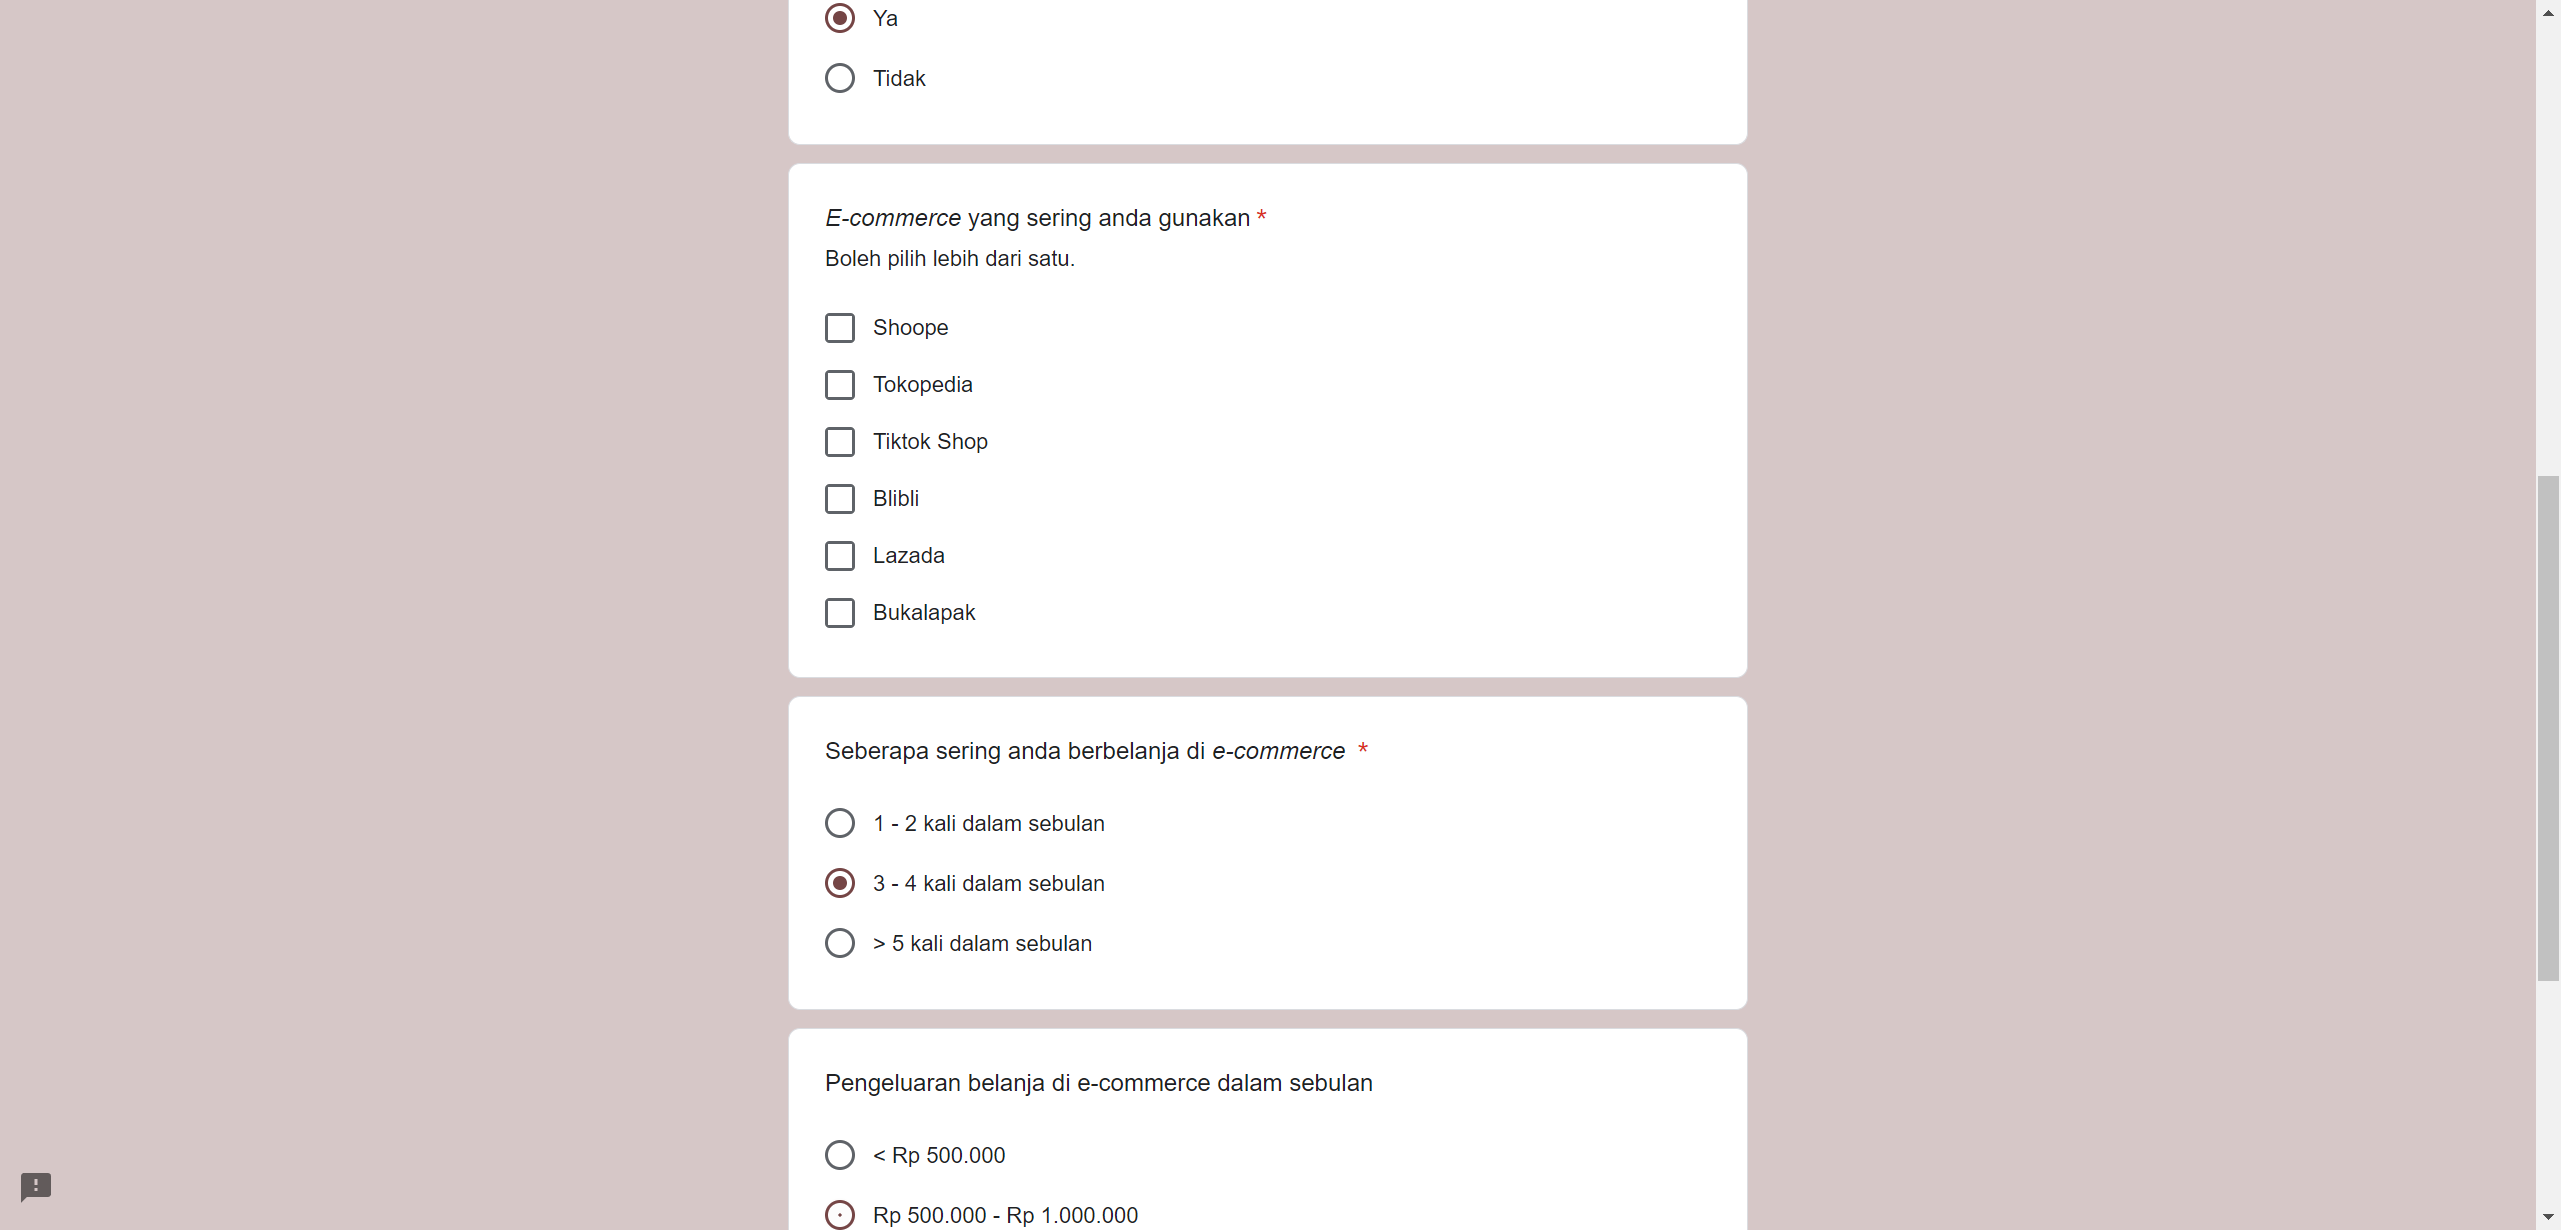 Ya
Tidak
E-commerce yang sering anda gunakan *
Boleh pilih lebih dari satu.
Shoope
Tokopedia
Tiktok Shop
Blibli
Lazada
Bukalapak
Seberapa sering anda berbelanja di e-commerce *
1 - 2 kali dalam sebulan
3 - 4 kali dalam sebulan
> 5 kali dalam sebulan
Pengeluaran belanja di e-commerce dalam sebulan
< Rp 500.000
Rp 500.000 - Rp 1.000.000